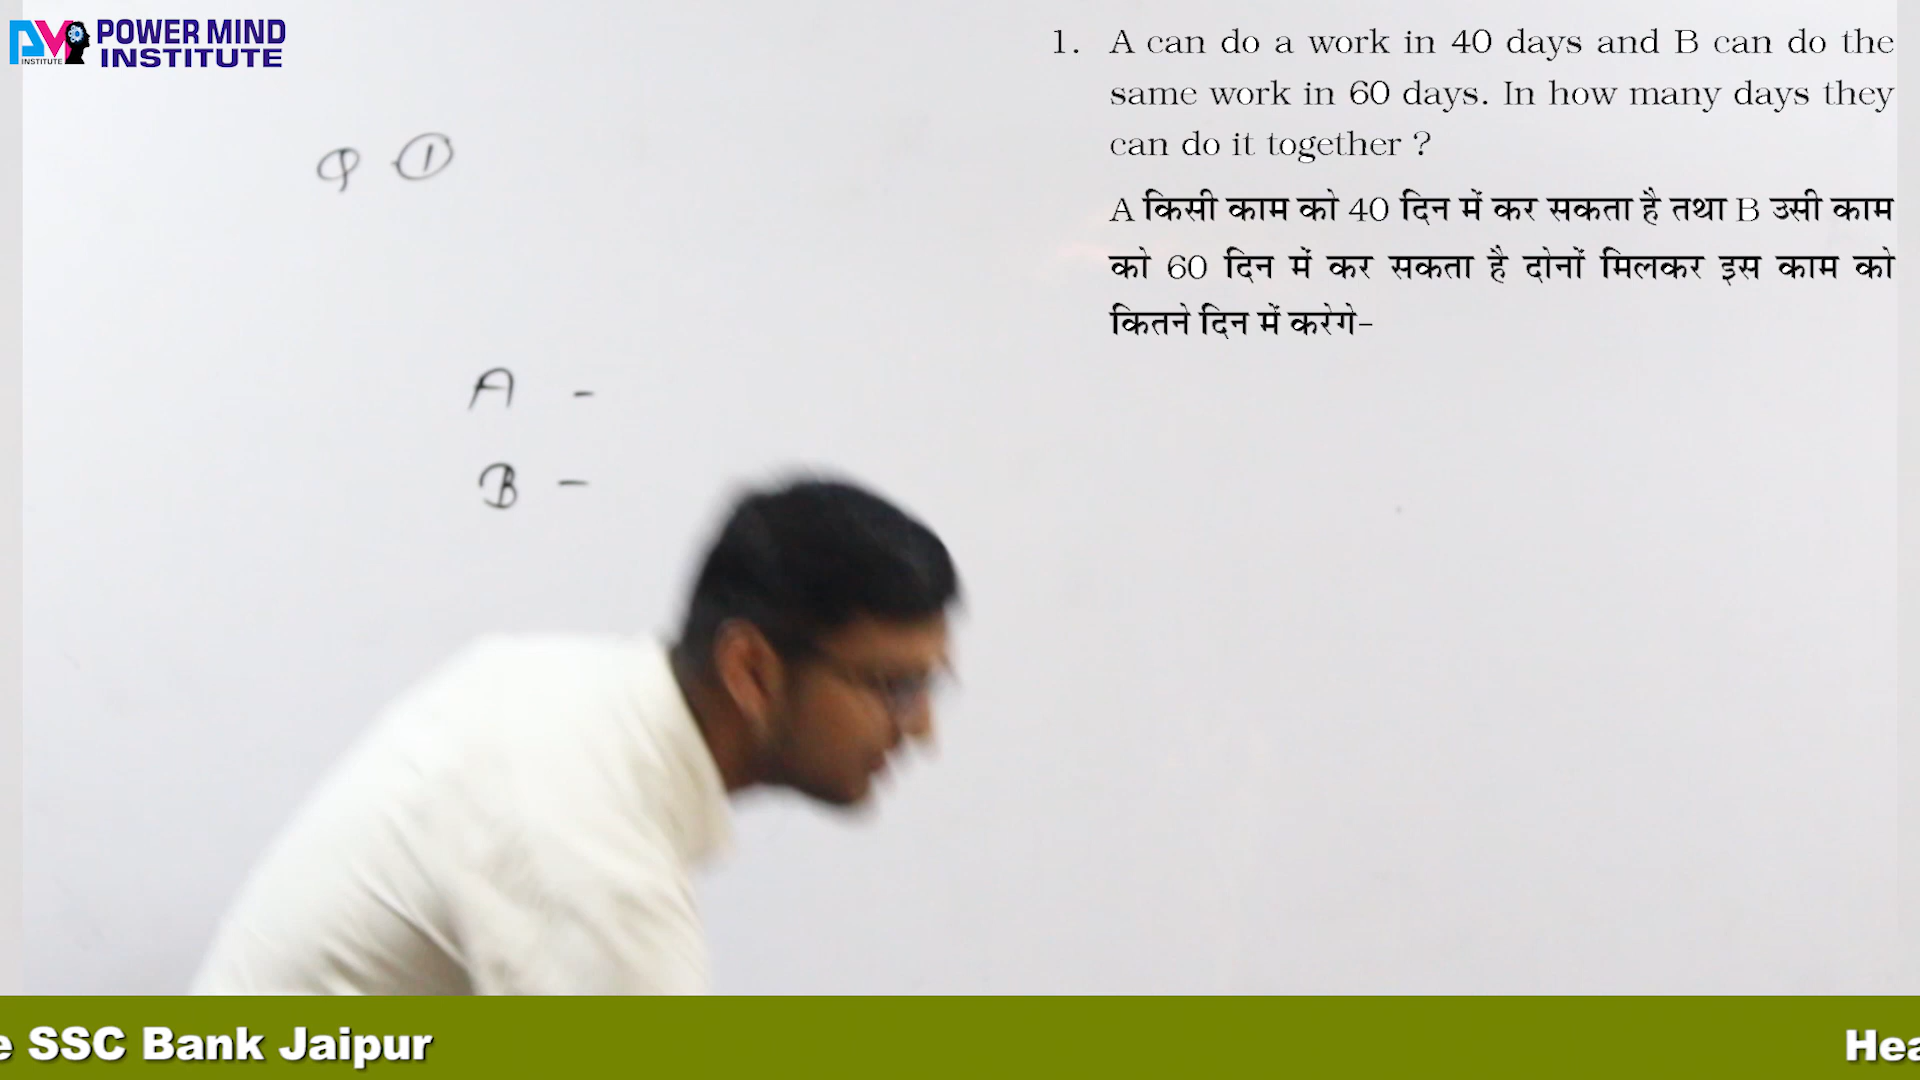 POWER MIND
INSTITUTE
INSTITUTE
Q 1
A -
B -
1. A can do a work in 40 days and B can do the
same work in 60 days. In how many days they
can do it together ?
A किसी काम को 40 दिन में कर सकता है तथा B उसी काम
को 60 दिन में कर सकता है दोनों मिलकर इस काम को
कितने दिन में करेगे-
SSC Bank Jaipur